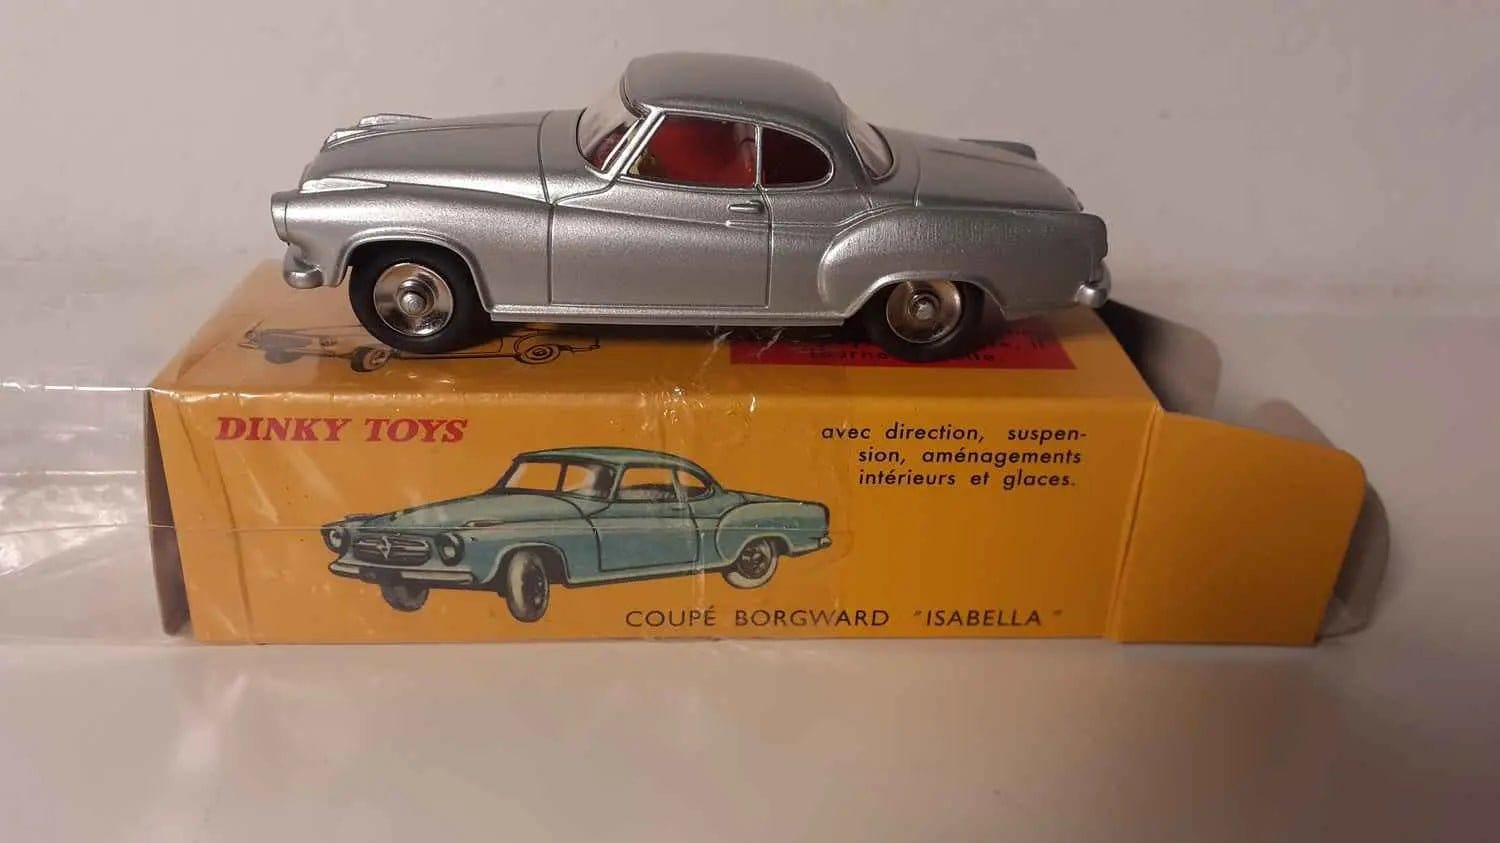 DINKY TOYS
avec direction, suspen-
sion, aménagements
intérieurs et glaces.
COUPÉ BORGWARD "ISABELLA"